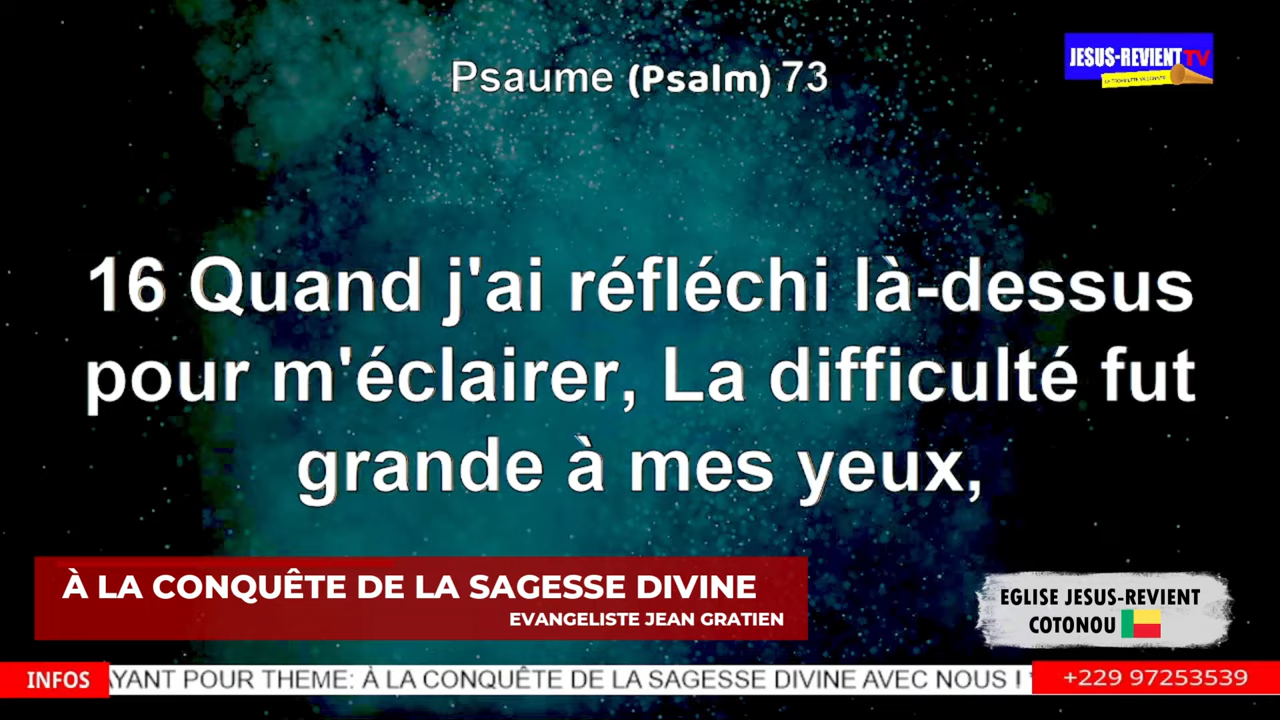 Psaume (Psalm) 73
JESUS-REVIENT TV
16 Quand j'ai réfléchi là-dessus
pour m'éclairer, La difficulté fut
grande à mes yeux,
À LA CONQUÊTE DE LA SAGESSE DIVINE
EVANGELISTE JEAN GRATIEN
EGLISE JESUS-REVIENT
COTONOU
INFOS
YANT POUR THEME: À LA CONQUÊTE DE LA SAGESSE DIVINE AVEC NOUS !
+229 97253539